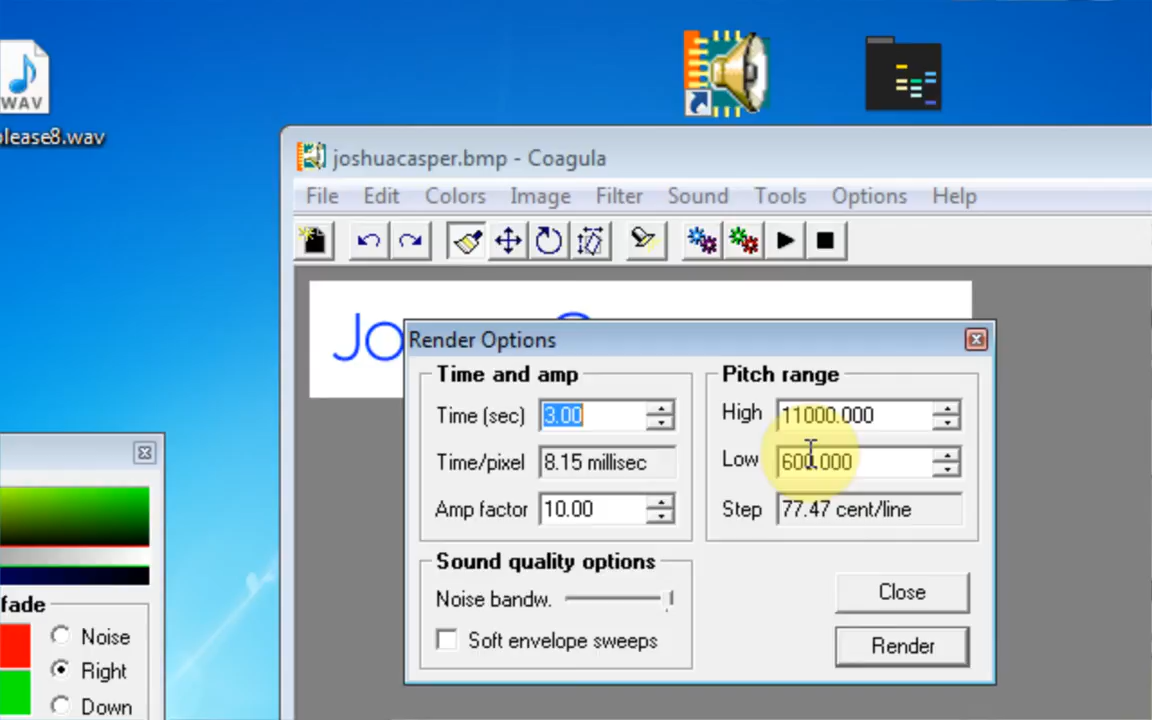 WAV
please8.wav
joshuacasper.bmp - Coagula
File Edit Colors Image Filter Sound Tools Options Help
Jo
Render Options
Time and amp
Time (sec) 3.00
Time/pixel 8.15 millisec
Amp factor 10.00
Pitch range
High 11000.000
Low 600.000
Step 77.47 cent/line
Sound quality options
Noise bandw.
Soft envelope sweeps
Close
Render
fade
Noise
Right
Down